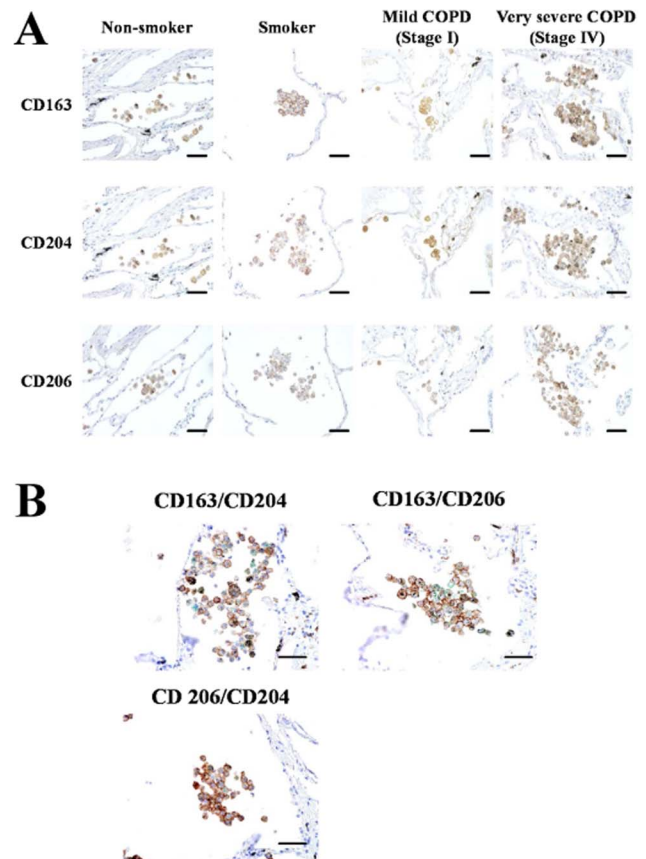 A
Non-smoker Smoker Mild COPD (Stage I) Very severe COPD (Stage IV)
CD163
CD204
CD206
B
CD163/CD204 CD163/CD206
CD 206/CD204